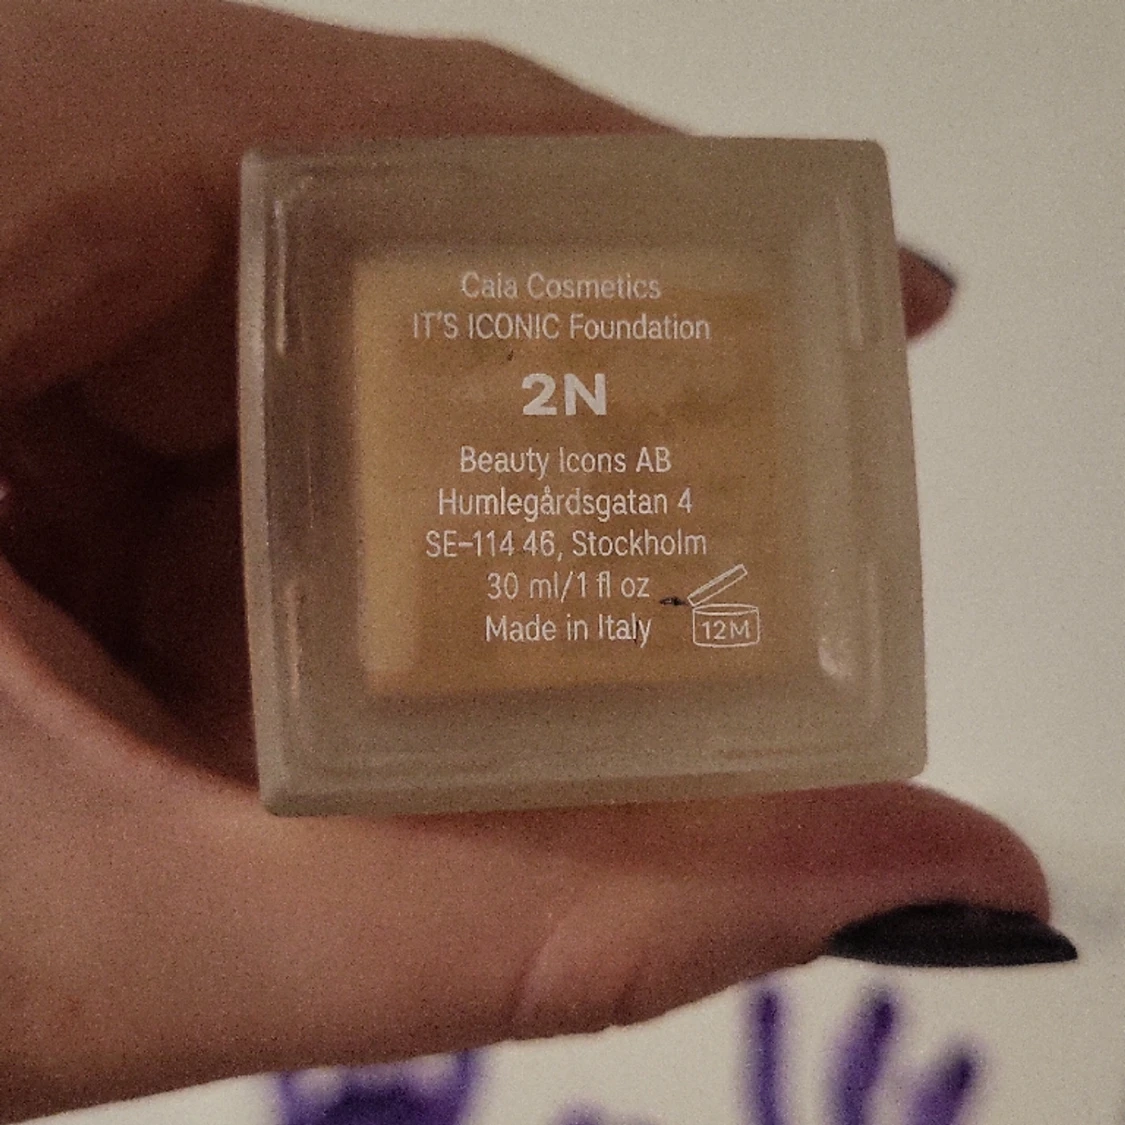 Caia Cosmetics
IT'S ICONIC Foundation
2N
Beauty Icons AB
Humlegårdsgatan 4
SE-114 46, Stockholm
30 ml/1 fl oz
Made in Italy
12M